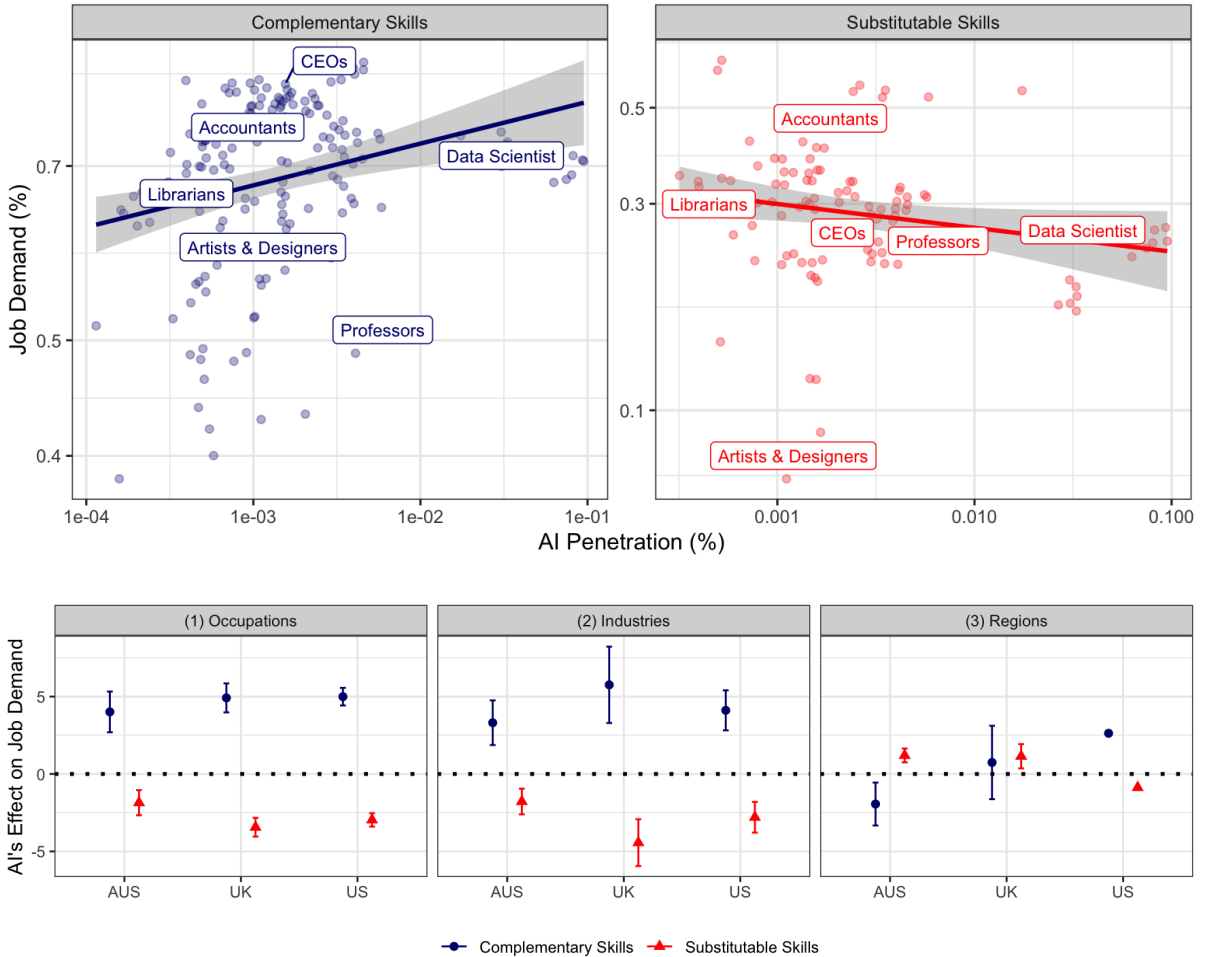 Complementary Skills
Substitutable Skills
Job Demand (%)
0.7
0.5
0.4
CEOs
Accountants
Data Scientist
Librarians
Artists & Designers
Professors
1e-04
1e-03
1e-02
1e-01
0.5
0.3
0.1
Accountants
Librarians
CEOs
Professors
Data Scientist
Artists & Designers
0.001
0.010
0.100
AI Penetration (%)
(1) Occupations
(2) Industries
(3) Regions
AI's Effect on Job Demand
5
0
-5
AUS
UK
US
AUS
UK
US
AUS
UK
US
Complementary Skills
Substitutable Skills